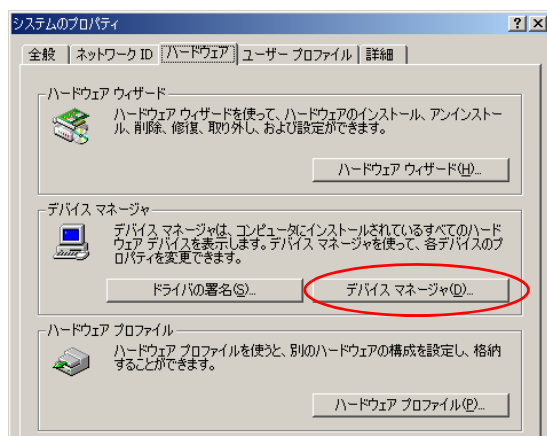 システムのプロパティ
全般 ネットワーク ID ハードウェア ユーザー プロファイル 詳細
ハードウェア ウィザード
ハードウェア ウィザードを使って、ハードウェアのインストール、アンインストー
ル、削除、修復、取り外し、および設定ができます。
ハードウェア ウィザード(H)...
デバイス マネージャ
デバイス マネージャは、コンピュータにインストールされているすべてのハード
ウェア デバイスを表示します。デバイス マネージャを使って、各デバイスのプ
ロパティを変更できます。
ドライバの署名(S)... デバイス マネージャ(D)...
ハードウェア プロファイル
ハードウェア プロファイルを使うと、別のハードウェアの構成を設定し、格納
することができます。
ハードウェア プロファイル(P)...